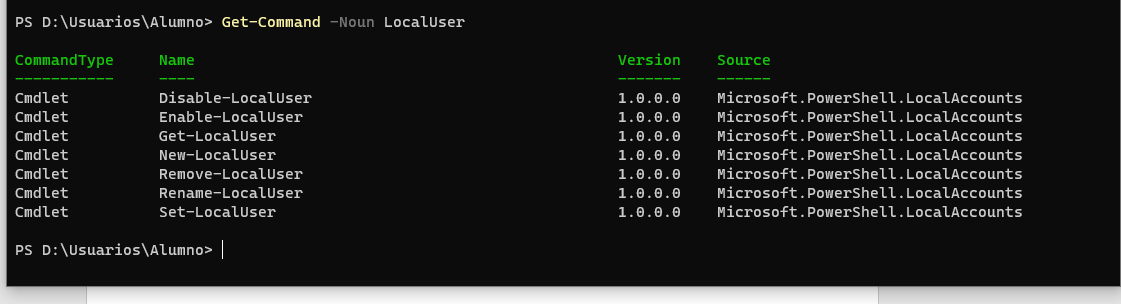 PS D:\Usuarios\Alumno> Get-Command -Noun LocalUser
CommandType     Name                                               Version    Source
-----------     ----                                               -------    ------
Cmdlet          Disable-LocalUser                                  1.0.0.0    Microsoft.PowerShell.LocalAccounts
Cmdlet          Enable-LocalUser                                   1.0.0.0    Microsoft.PowerShell.LocalAccounts
Cmdlet          Get-LocalUser                                      1.0.0.0    Microsoft.PowerShell.LocalAccounts
Cmdlet          New-LocalUser                                      1.0.0.0    Microsoft.PowerShell.LocalAccounts
Cmdlet          Remove-LocalUser                                   1.0.0.0    Microsoft.PowerShell.LocalAccounts
Cmdlet          Rename-LocalUser                                   1.0.0.0    Microsoft.PowerShell.LocalAccounts
Cmdlet          Set-LocalUser                                      1.0.0.0    Microsoft.PowerShell.LocalAccounts
PS D:\Usuarios\Alumno>